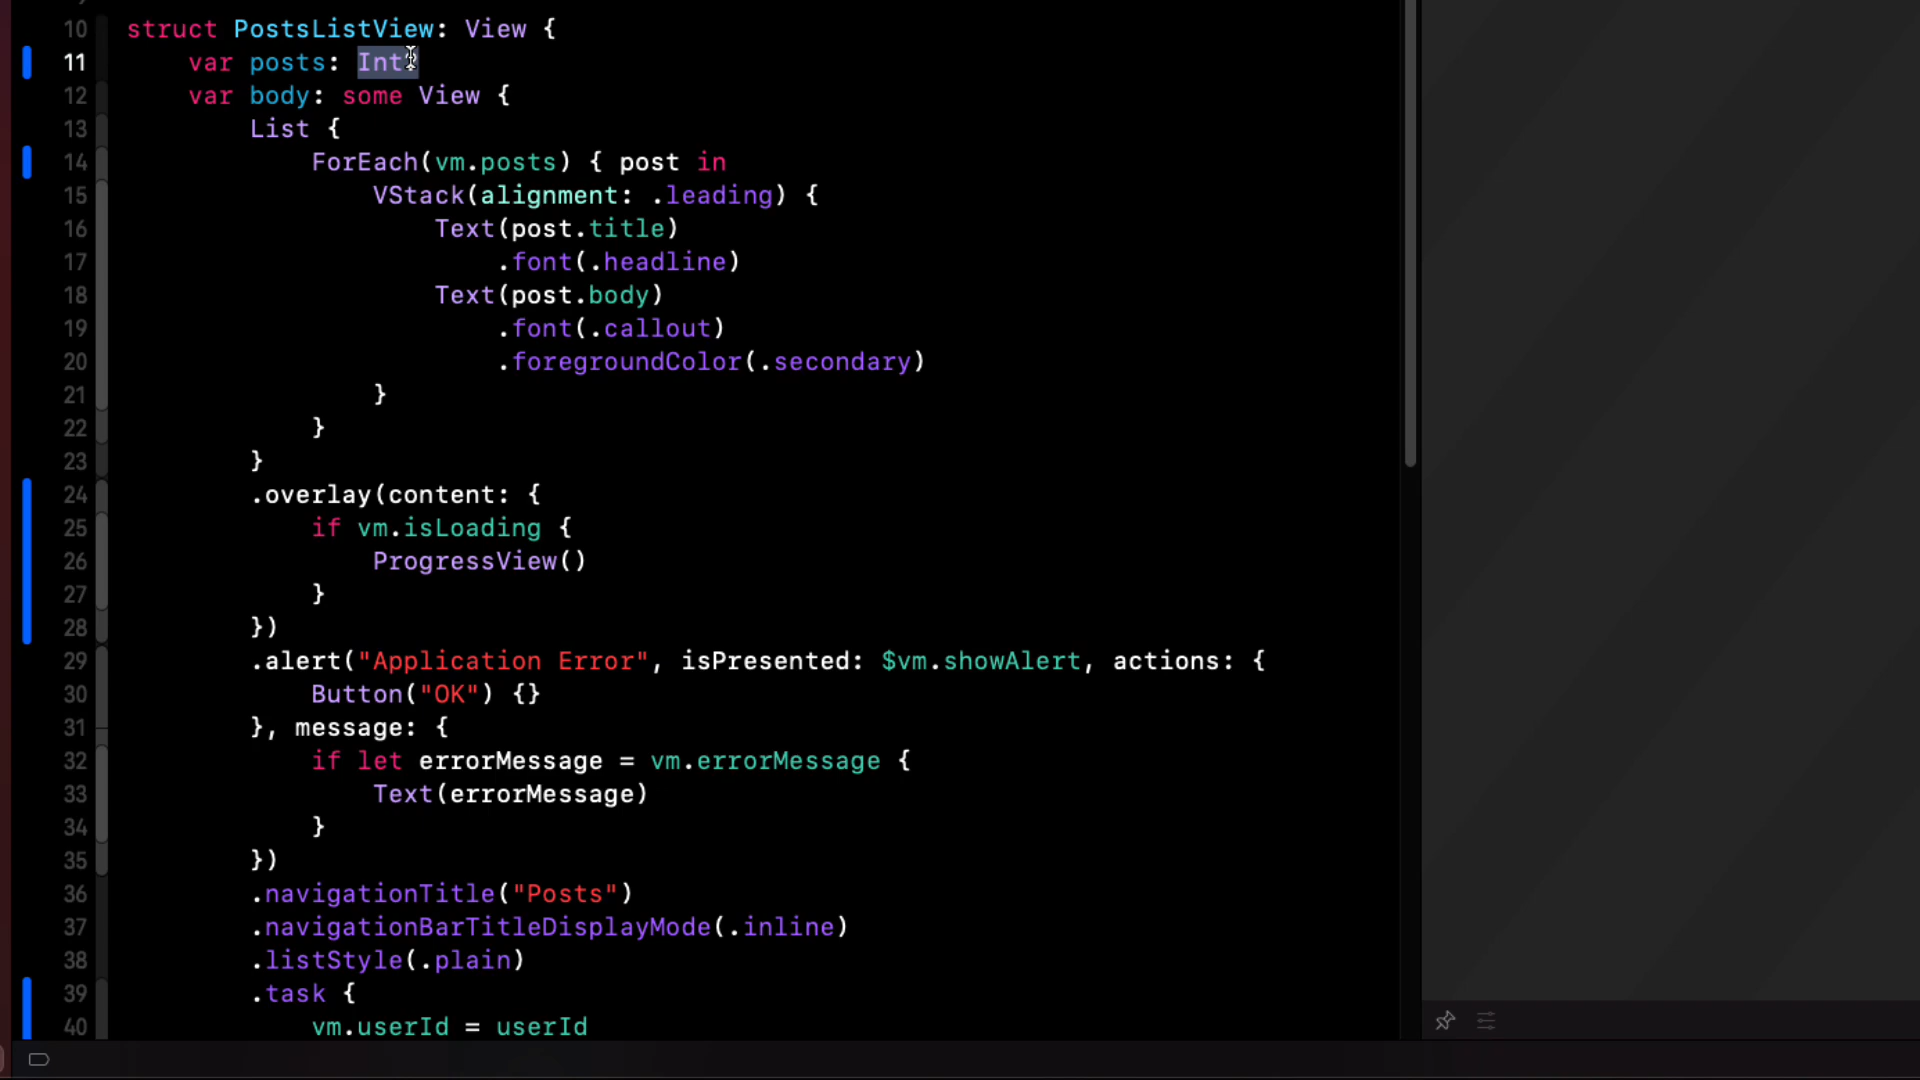 10 struct PostsListView: View {
11 var posts: Int
12 var body: some View {
13 List {
14 ForEach(vm.posts) { post in
15 VStack(alignment: .leading) {
16 Text(post.title)
17 .font(.headline)
18 Text(post.body)
19 .font(.callout)
20 .foregroundColor(.secondary)
21 }
22 }
23 }
24 .overlay(content: {
25 if vm.isLoading {
26 ProgressView()
27 }
28 })
29 .alert("Application Error", isPresented: $vm.showAlert, actions: {
30 Button("OK") {}
31 }, message: {
32 if let errorMessage = vm.errorMessage {
33 Text(errorMessage)
34 }
35 })
36 .navigationTitle("Posts")
37 .navigationBarTitleDisplayMode(.inline)
38 .listStyle(.plain)
39 .task {
40 vm.userId = userId